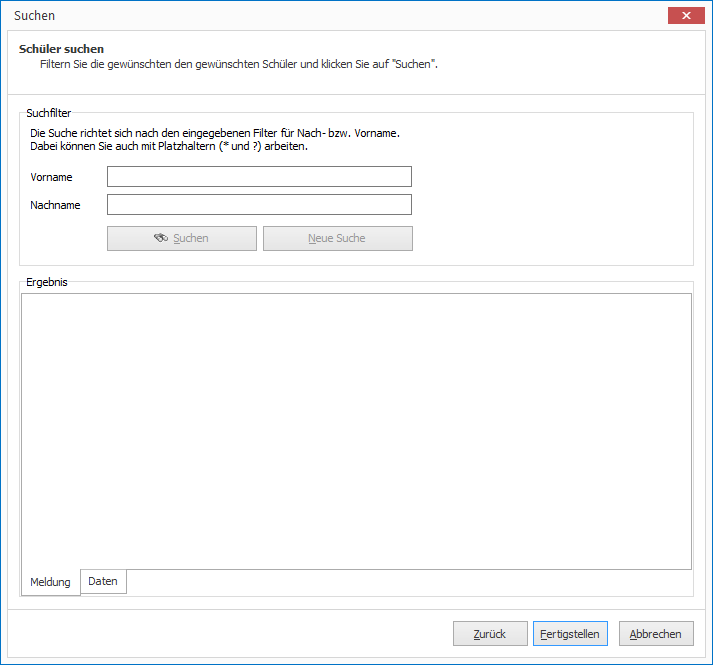 Suchen
Schüler suchen
Filtern Sie die gewünschten den gewünschten Schüler und klicken Sie auf "Suchen".
Suchfilter
Die Suche richtet sich nach den eingegebenen Filter für Nach- bzw. Vorname.
Dabei können Sie auch mit Platzhaltern (* und ?) arbeiten.
Vorname
Nachname
Suchen Neue Suche
Ergebnis
Meldung Daten
Zurück Fertigstellen Abbrechen